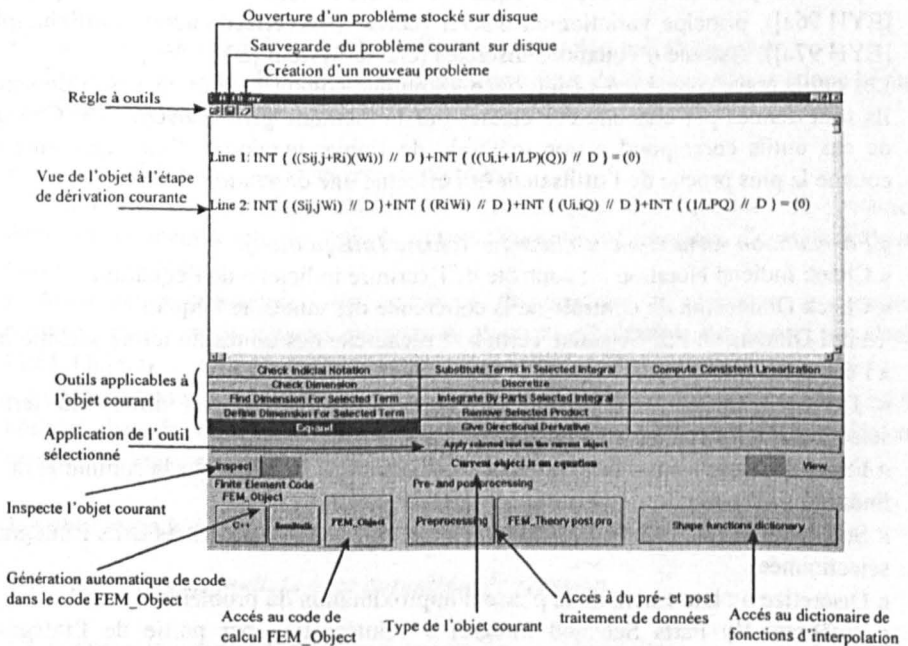 Ouverture d'un problème stocké sur disque
Sauvegarde du problème courant sur disque
Création d'un nouveau problème
Règle à outils
Line 1: INT { ((Sij,j+Ri)(Wi)) // D }+INT { ((Ui,i+1/LP)(Q)) // D } = (0)
Vue de l'objet à l'étape
de dérivation courante
Line 2: INT { (Sij,jWi) // D }+INT { (RiWi) // D }+INT { (Ui,iQ) // D }+INT { (1/LPQ) // D } = (0)
Outils applicables à
l'objet courant
Check Indicial Notation
Substitute Terms In Selected Integral
Compute Consistent Linearization
Check Dimension
Discretize
Find Dimension For Selected Term
Integrate By Parts Selected Integral
Define Dimension For Selected Term
Remove Selected Product
Expand
Give Directional Derivative
Application de l'outil
sélectionné
Apply selected tool on the current object
Inspect
Current object is an equation
View
Finite Element Code
Pre- and postprocessing
FEM_Object
Inspecte l'objet courant
C++
Smalltalk
FEM_Object
Preprocessing
FEM_Theory post pro
Shape functions dictionary
Génération automatique de code
dans le code FEM_Object
Accès au code de
calcul FEM_Object
Type de l'objet courant
Accès à du pré- et post
traitement de données
Accès au dictionaire de
fonctions d'interpolation